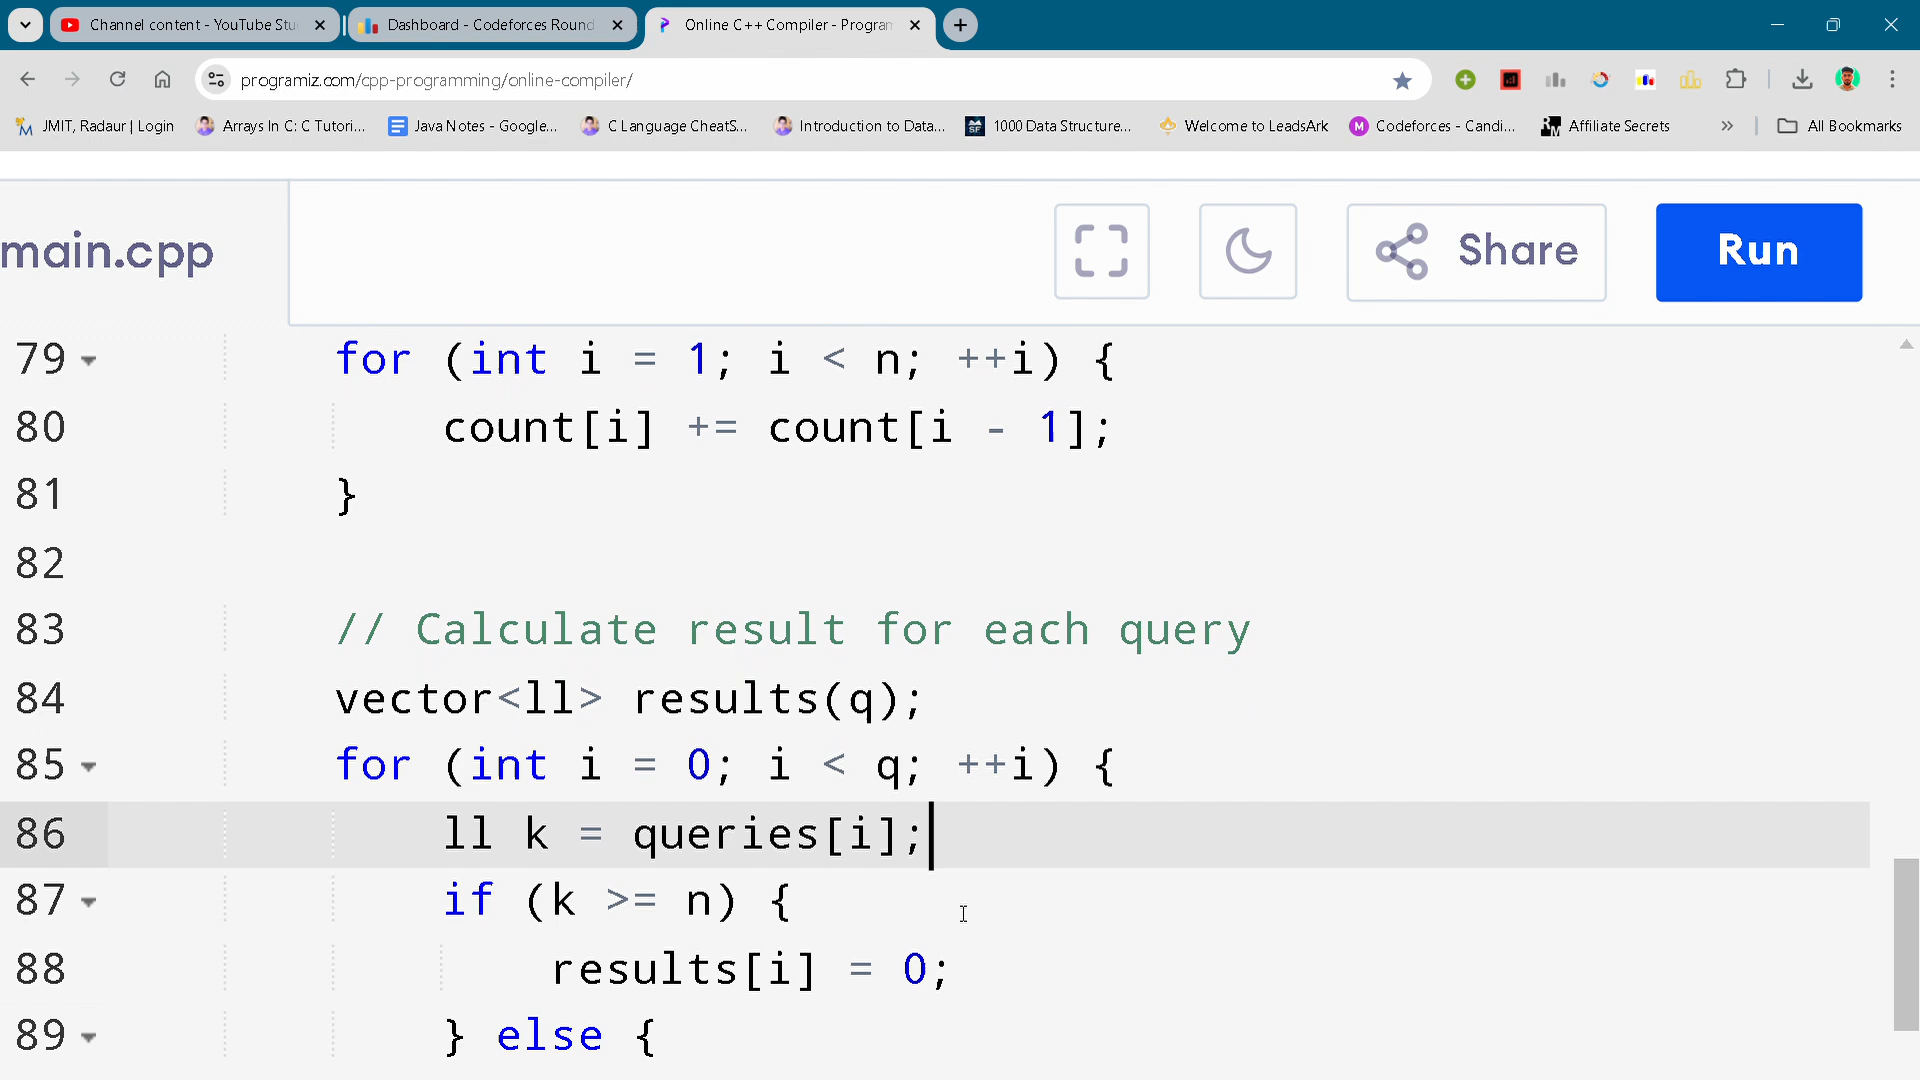 Channel content - YouTube Stu
Dashboard - Codeforces Round
Online C++ Compiler - Program
programiz.com/cpp-programming/online-compiler/
JMIT, Radaur | Login
Arrays In C: C Tutori...
Java Notes - Google...
C Language CheatS...
Introduction to Data...
1000 Data Structure...
Welcome to LeadsArk
Codeforces - Candi...
Affiliate Secrets
All Bookmarks
main.cpp
Share
Run
79 for (int i = 1; i < n; ++i) {
80 count[i] += count[i - 1];
81 }
82
83 // Calculate result for each query
84 vector<ll> results(q);
85 for (int i = 0; i < q; ++i) {
86 ll k = queries[i];
87 if (k >= n) {
88 results[i] = 0;
89 } else {